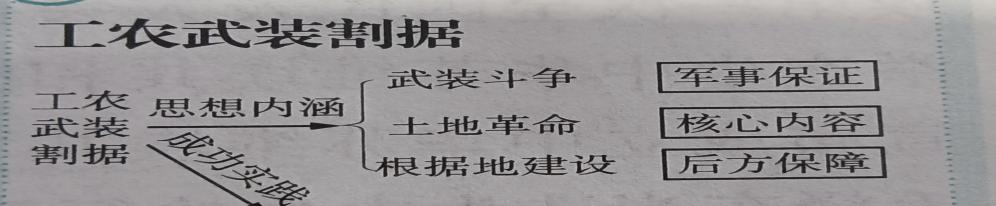 工农武装割据
工农武装割据
思想内涵
成功实践
武装斗争 军事保证
土地革命 核心内容
根据地建设 后方保障